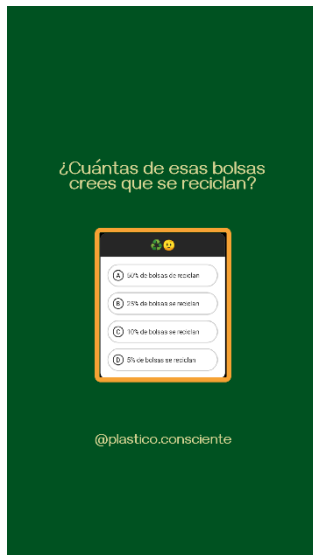 ¿Cuántas de esas bolsas
crees que se reciclan?
A 50% de bolsas de reciclan
B 25% de bolsas se reciclan
C 10% de bolsas se reciclan
D 5% de bolsas se reciclan
@plastico.consciente